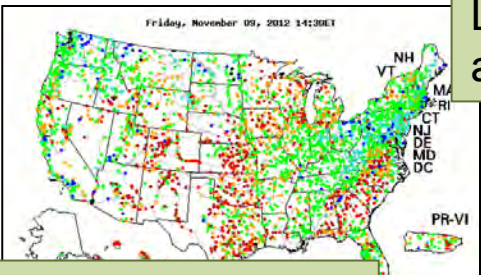 Friday, November 09, 2012 14:30ET
L
a
NH
VT
MA
RI
CT
NJ
DE
MD
DC
PR-VI